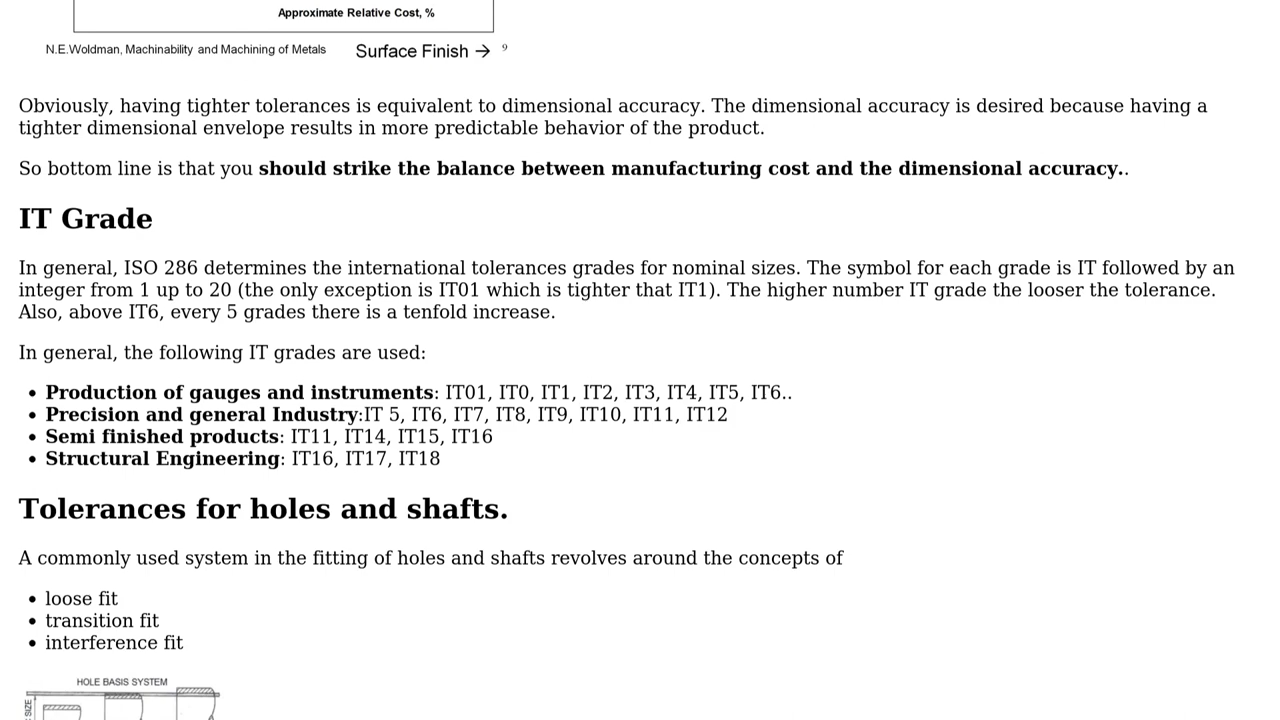 Approximate Relative Cost, %
N.E.Woldman, Machinability and Machining of Metals Surface Finish → 9
Obviously, having tighter tolerances is equivalent to dimensional accuracy. The dimensional accuracy is desired because having a
tighter dimensional envelope results in more predictable behavior of the product.
So bottom line is that you should strike the balance between manufacturing cost and the dimensional accuracy..
IT Grade
In general, ISO 286 determines the international tolerances grades for nominal sizes. The symbol for each grade is IT followed by an
integer from 1 up to 20 (the only exception is IT01 which is tighter that IT1). The higher number IT grade the looser the tolerance.
Also, above IT6, every 5 grades there is a tenfold increase.
In general, the following IT grades are used:
• Production of gauges and instruments: IT01, IT0, IT1, IT2, IT3, IT4, IT5, IT6..
• Precision and general Industry:IT 5, IT6, IT7, IT8, IT9, IT10, IT11, IT12
• Semi finished products: IT11, IT14, IT15, IT16
• Structural Engineering: IT16, IT17, IT18
Tolerances for holes and shafts.
A commonly used system in the fitting of holes and shafts revolves around the concepts of
• loose fit
• transition fit
• interference fit
HOLE BASIS SYSTEM
SIZE